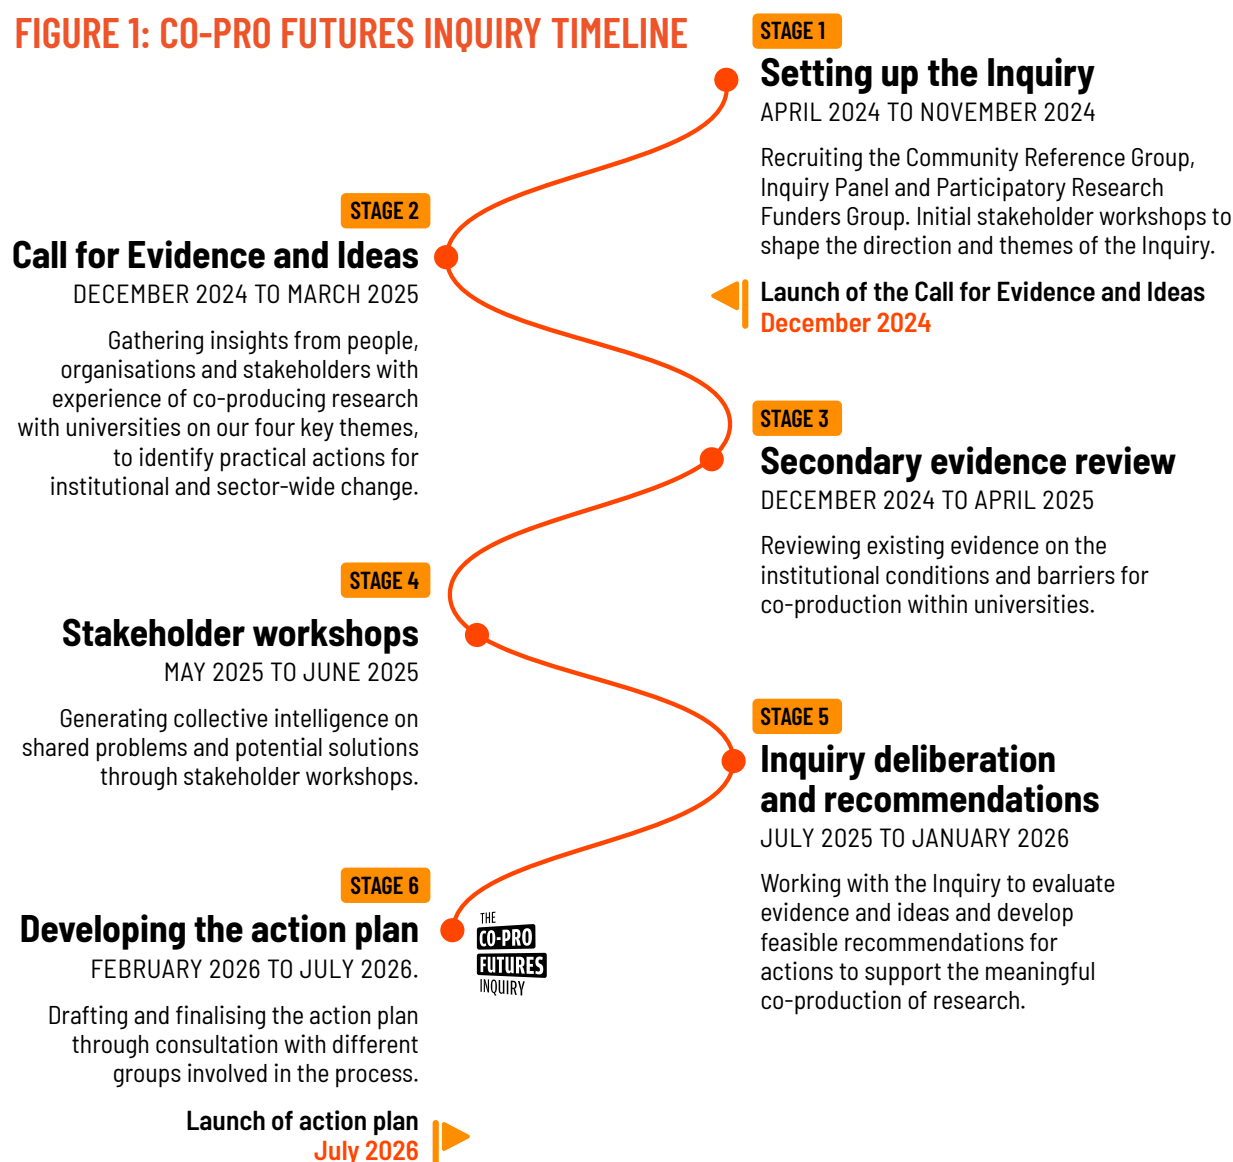 FIGURE 1: CO-PRO FUTURES INQUIRY TIMELINE
STAGE 1
Setting up the Inquiry
APRIL 2024 TO NOVEMBER 2024
Recruiting the Community Reference Group,
Inquiry Panel and Participatory Research
Funders Group. Initial stakeholder workshops to
shape the direction and themes of the Inquiry.
Launch of the Call for Evidence and Ideas
December 2024
STAGE 2
Call for Evidence and Ideas
DECEMBER 2024 TO MARCH 2025
Gathering insights from people,
organisations and stakeholders with
experience of co-producing research
with universities on our four key themes,
to identify practical actions for
institutional and sector-wide change.
STAGE 3
Secondary evidence review
DECEMBER 2024 TO APRIL 2025
Reviewing existing evidence on the
institutional conditions and barriers for
co-production within universities.
STAGE 4
Stakeholder workshops
MAY 2025 TO JUNE 2025
Generating collective intelligence on
shared problems and potential solutions
through stakeholder workshops.
STAGE 5
Inquiry deliberation
and recommendations
JULY 2025 TO JANUARY 2026
Working with the Inquiry to evaluate
evidence and ideas and develop
feasible recommendations for
actions to support the meaningful
co-production of research.
STAGE 6
Developing the action plan
FEBRUARY 2026 TO JULY 2026.
Drafting and finalising the action plan
through consultation with different
groups involved in the process.
Launch of action plan
July 2026
THE
CO-PRO
FUTURES
INQUIRY